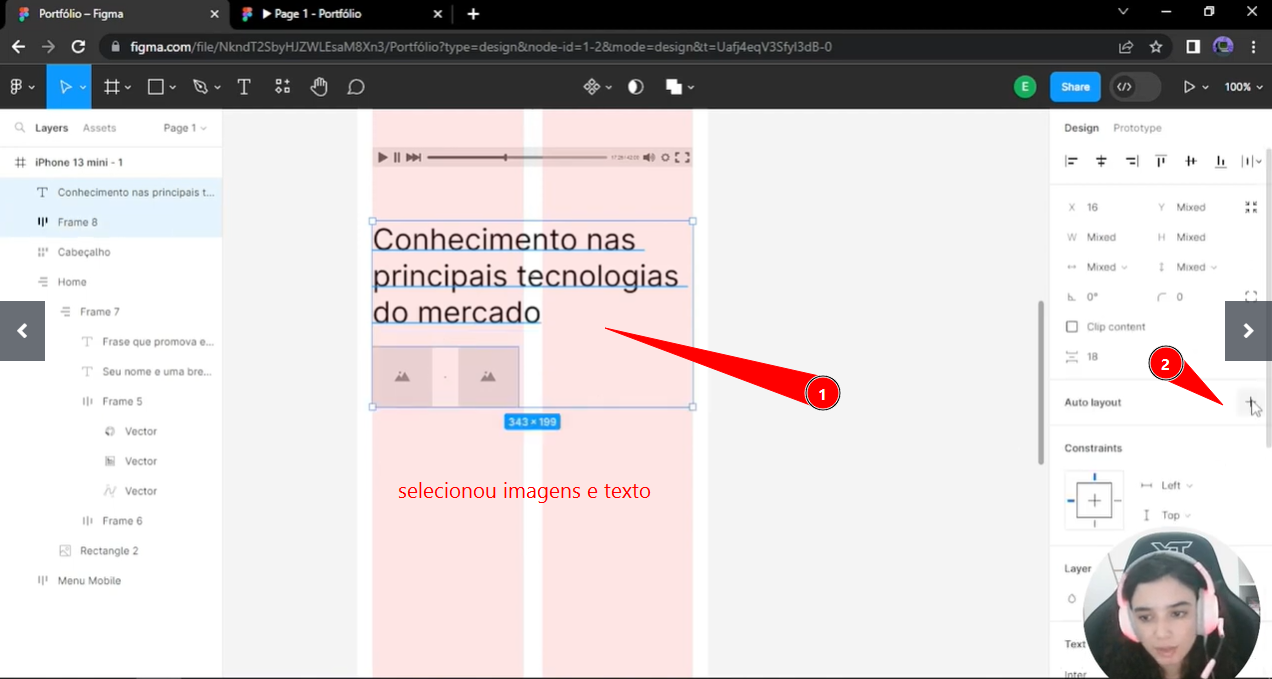 Portfólio – Figma
Page 1 - Portfólio
figma.com/file/NkndT2SbyHJZWLEsaM8Xn3/Portfólio?type=design&node-id=1-2&mode=design&t=Uafj4eqV3SfyI3dB-0
E
Share
100%
Layers Assets Page 1
iPhone 13 mini - 1
Conhecimento nas principais t...
Frame 8
Cabeçalho
Home
Frame 7
Frase que promova e...
Seu nome e uma bre...
Frame 5
Vector
Vector
Vector
Frame 6
Rectangle 2
Menu Mobile
Conhecimento nas
principais tecnologias
do mercado
343 × 199
1
selecionou imagens e texto
Design Prototype
X 16 Y Mixed
W Mixed H Mixed
Mixed Mixed
0° 0
Clip content
18
2
Auto layout
Constraints
Left
Top
Layer
Text
Inter